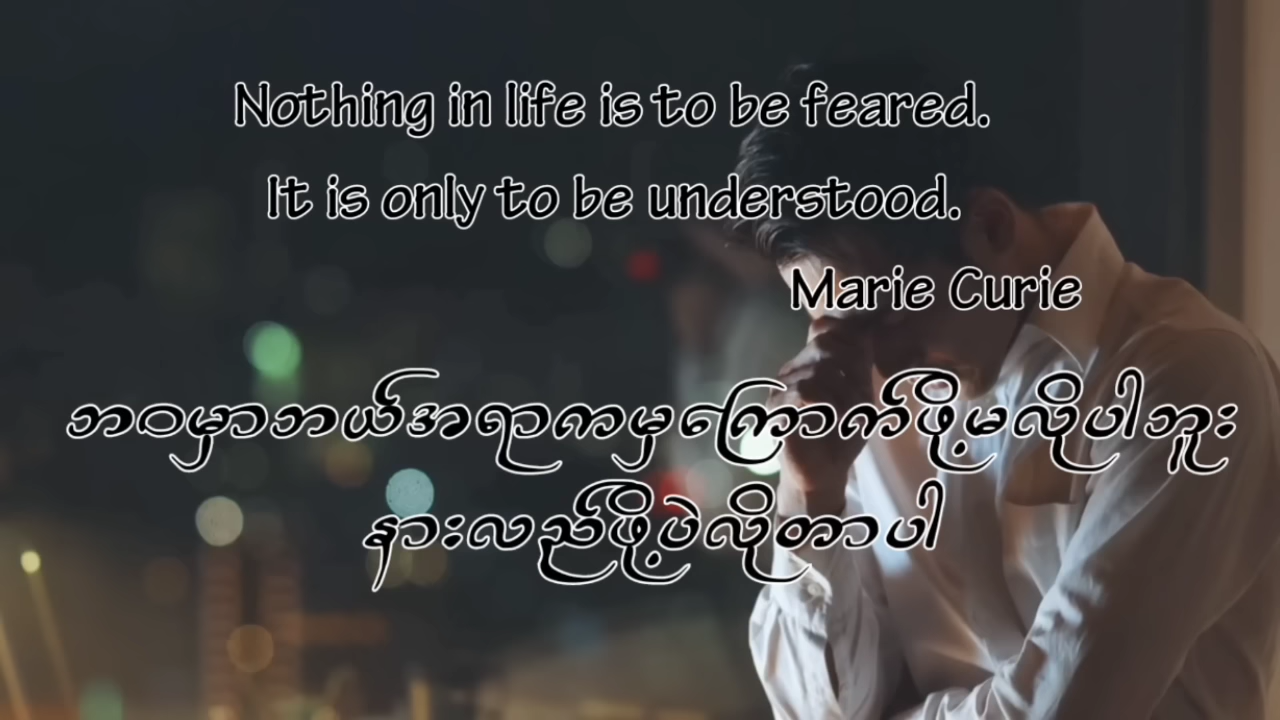 Nothing in life is to be feared.
It is only to be understood.
Marie Curie
ဘဝမှာဘယ်အရာကမှကြောက်ဖို့မလိုပါဘူး
နားလည်ဖို့ပဲလိုတာပါ